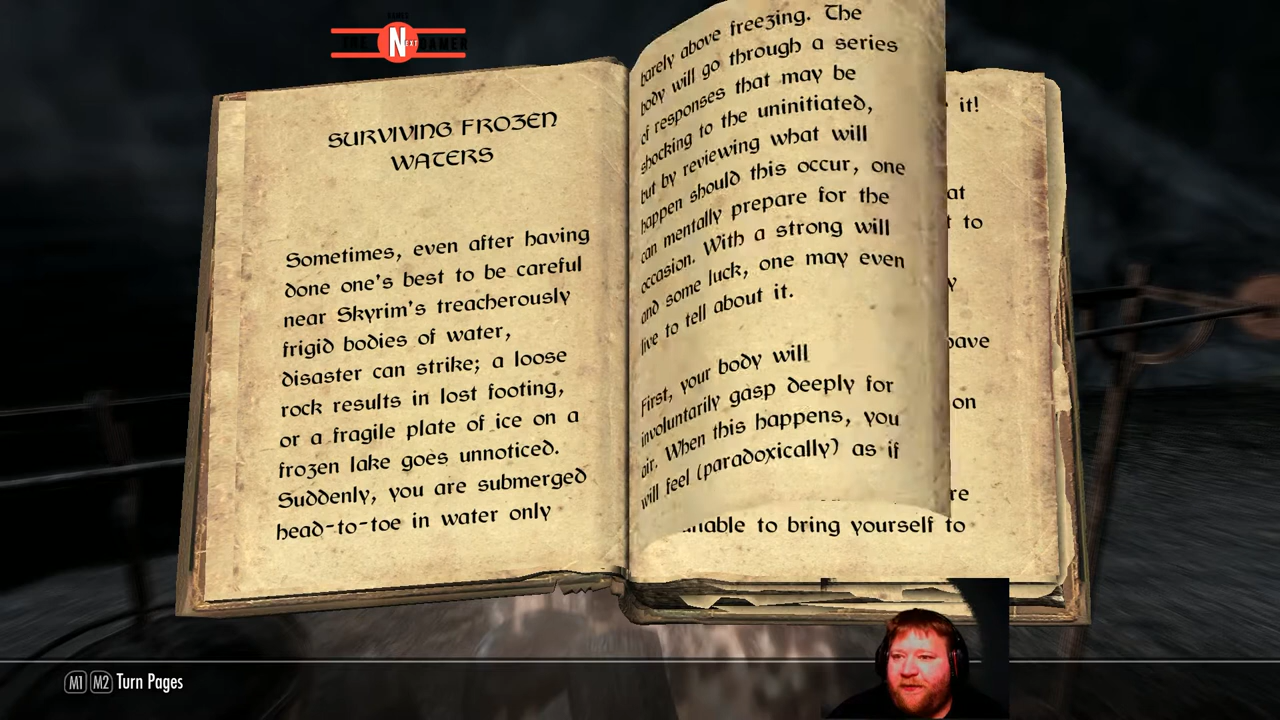 THE NEXT GAMER
SURVIVING FROZEN
WATERS
Sometimes, even after having
done one's best to be careful
near Skyrim's treacherously
frigid bodies of water,
disaster can strike; a loose
rock results in lost footing,
or a fragile plate of ice on a
frozen lake goes unnoticed.
Suddenly, you are submerged
head-to-toe in water only
barely above freezing. The
body will go through a series
of responses that may be
shocking to the uninitiated,
but by reviewing what will
happen should this occur, one
can mentally prepare for the
occasion. With a strong will
and some luck, one may even
live to tell about it.
First, your body will
involuntarily gasp deeply for
air. When this happens, you
will feel (paradoxically) as if
it!
to
on
to bring yourself to
M1 M2 Turn Pages